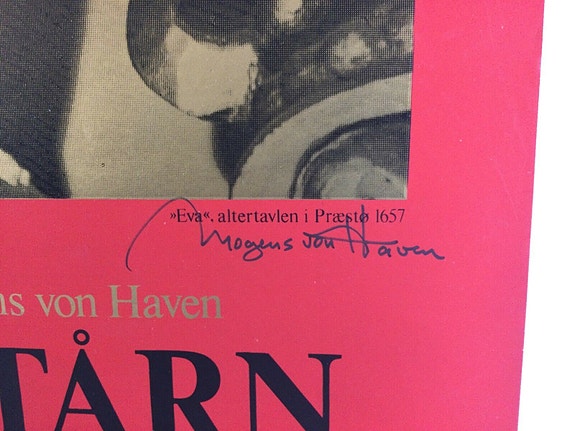 »Eva«, altertavlen i Præstø 1657
Mogens von Haven
ns von Haven
TÅRN